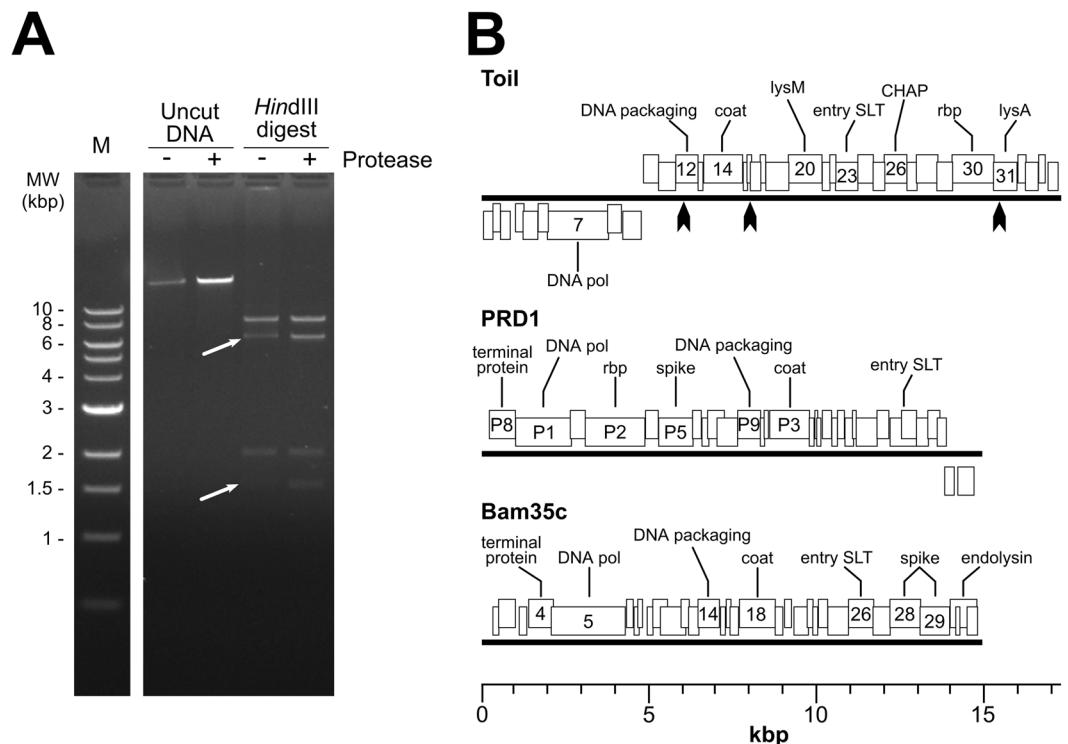 A
Uncut
DNA
HindIII
digest
M
- + - + Protease
MW
(kbp)
10 -
8 -
6 -
4 -
3 -
2 -
1.5 -
1 -
B
Toil
DNA packaging coat lysM entry SLT CHAP rbp lysA
12 14 20 23 26 30 31
7
DNA pol
PRD1
terminal
protein
DNA pol rbp spike DNA packaging coat entry SLT
P8 P1 P2 P5 P9 P3
Bam35c
terminal
protein
DNA pol DNA packaging coat entry SLT spike endolysin
4 5 14 18 26 28 29
0 5 10 15
kbp